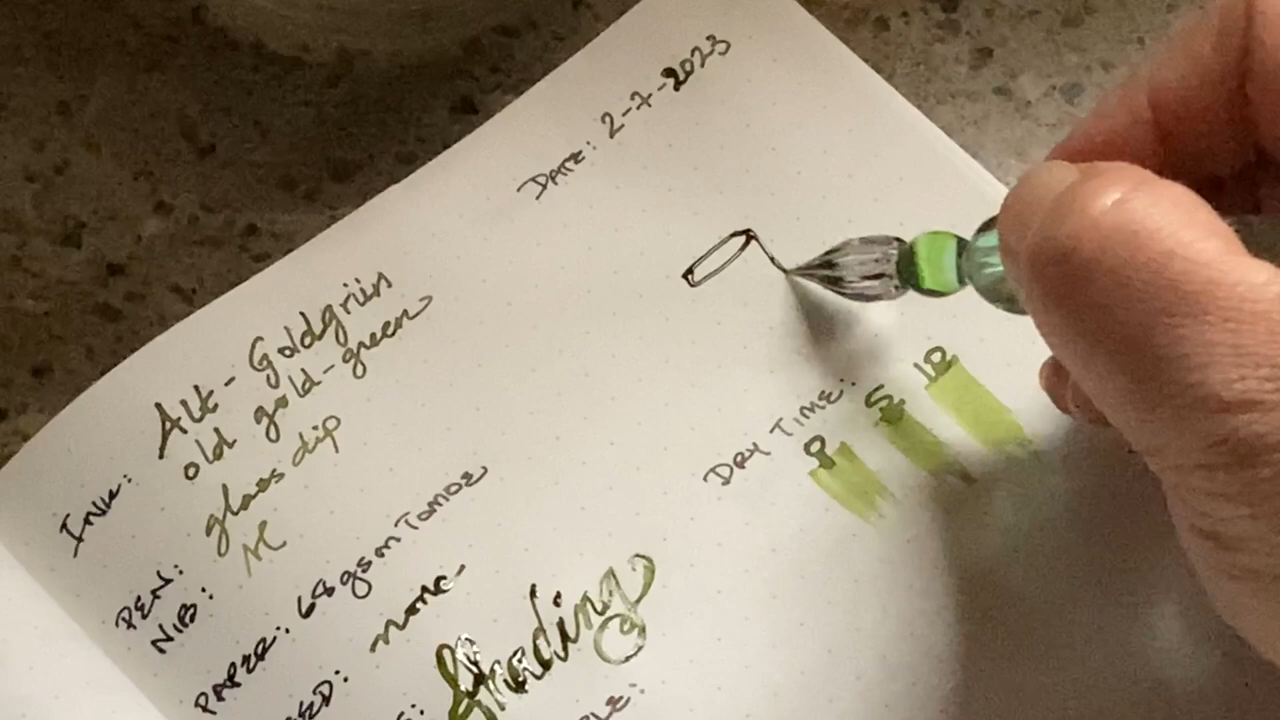 DATE: 2-7-2023
INK: Alt-Goldgrün
old gold-green
PEN: glass dip
NIB: M
PAPER: 68gsm Tomoe
none
Shading
DRY TIME:
5 10